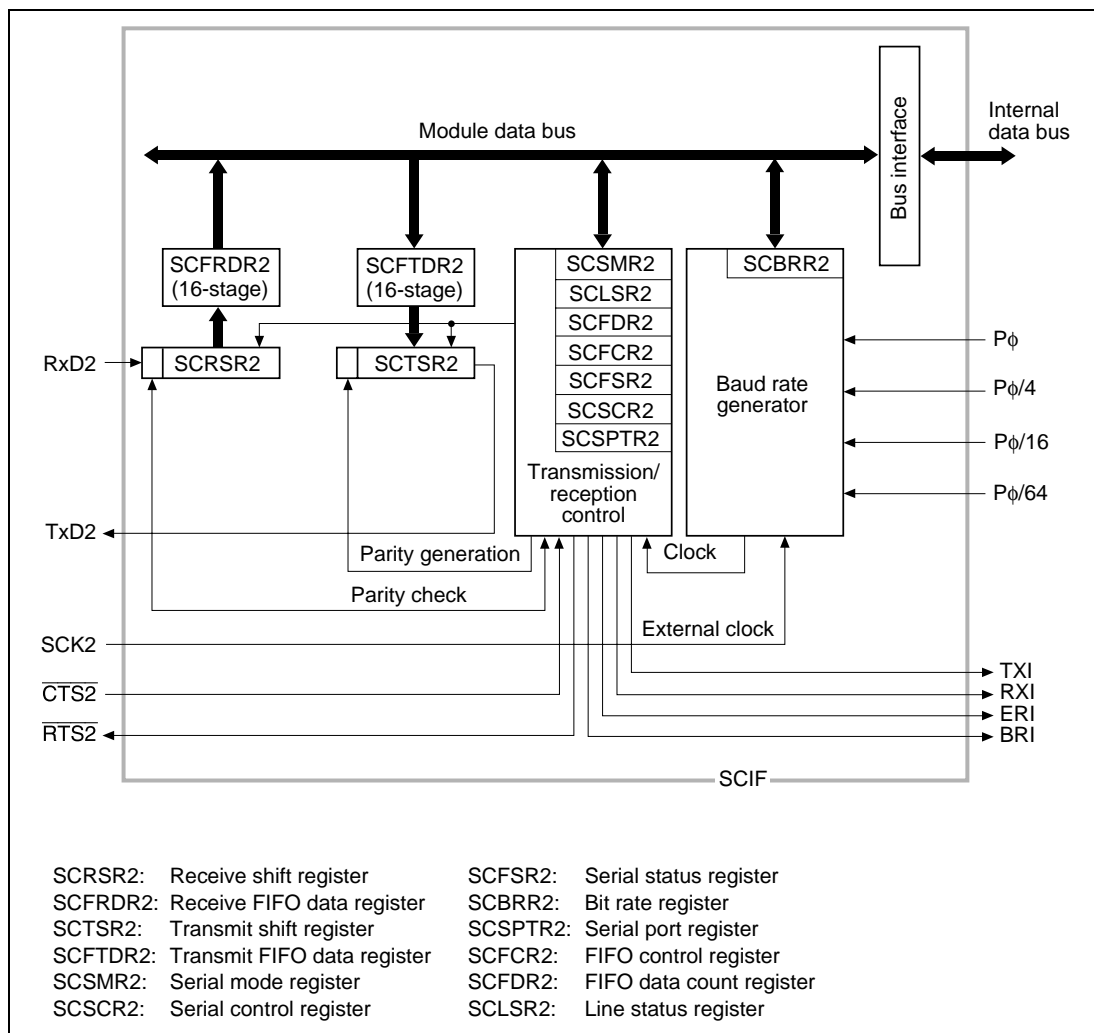 Module data bus
Bus interface
Internal
data bus
SCFRDR2
(16-stage)
SCFTDR2
(16-stage)
SCSMR2
SCLSR2
SCFDR2
SCFCR2
SCFSR2
SCSCR2
SCSPTR2
Transmission/
reception
control
SCBRR2
Baud rate
generator
RxD2
SCRSR2
SCTSR2
Pϕ
Pϕ/4
Pϕ/16
Pϕ/64
TxD2
Parity generation
Parity check
Clock
SCK2
External clock
CTS2
RTS2
TXI
RXI
ERI
BRI
SCIF
SCRSR2: Receive shift register
SCFRDR2: Receive FIFO data register
SCTSR2: Transmit shift register
SCFTDR2: Transmit FIFO data register
SCSMR2: Serial mode register
SCSCR2: Serial control register
SCFSR2: Serial status register
SCBRR2: Bit rate register
SCSPTR2: Serial port register
SCFCR2: FIFO control register
SCFDR2: FIFO data count register
SCLSR2: Line status register